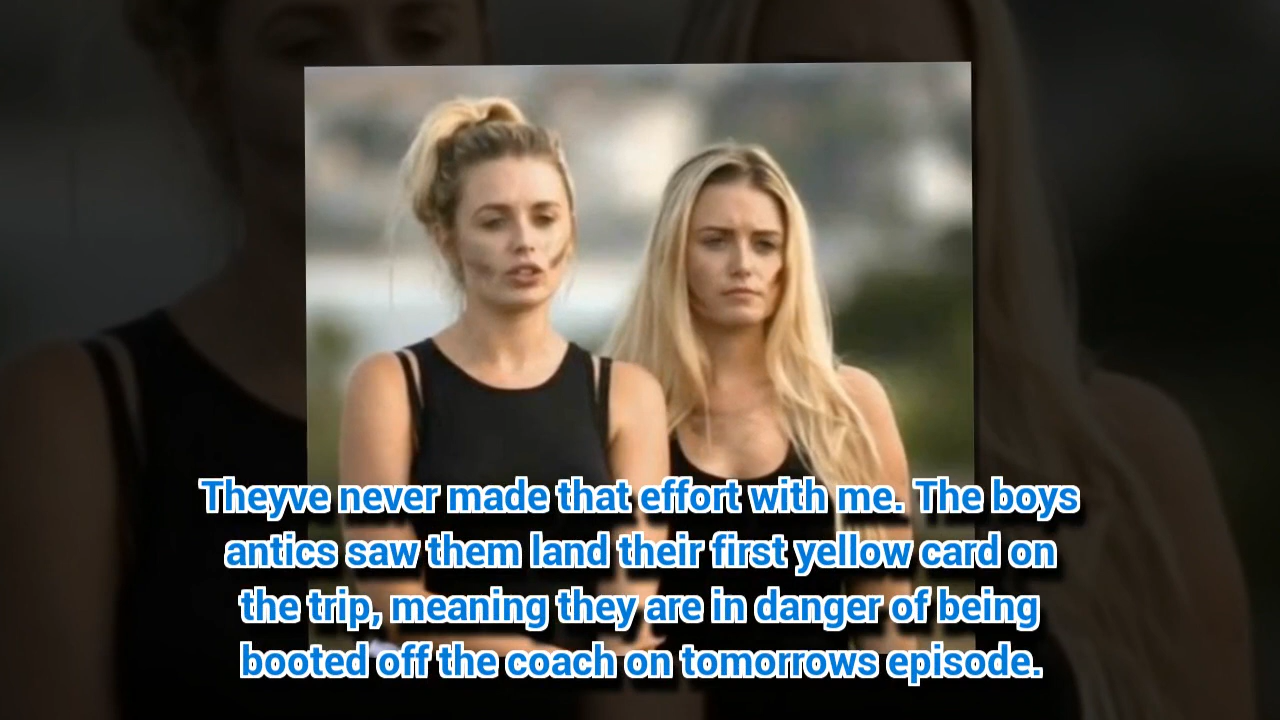 Theyve never made that effort with me. The boys
antics saw them land their first yellow card on
the trip, meaning they are in danger of being
booted off the coach on tomorrows episode.